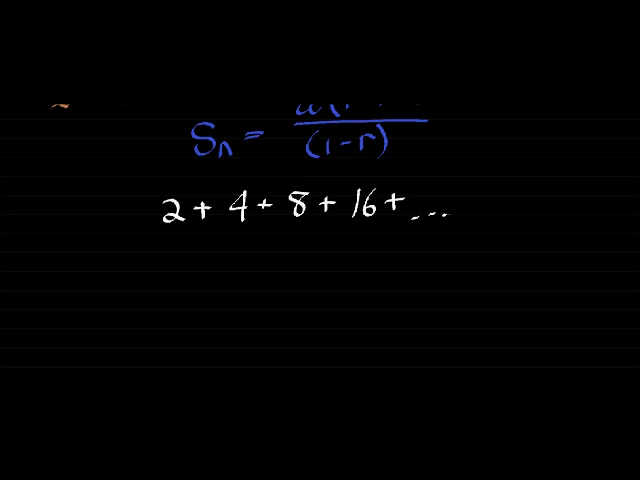 Sn = / (1-r)
2 + 4 + 8 + 16 + ...